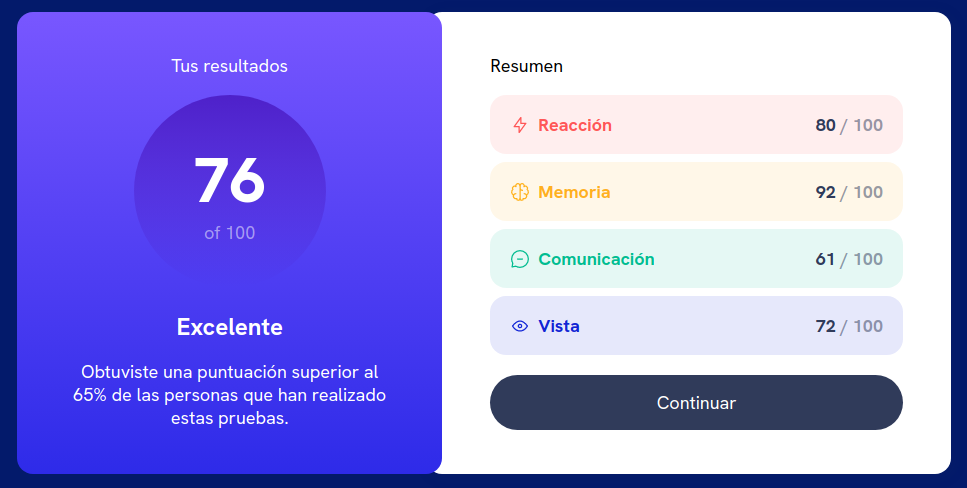 Tus resultados
76
of 100
Excelente
Obtuviste una puntuación superior al
65% de las personas que han realizado
estas pruebas.
Resumen
Reacción 80 / 100
Memoria 92 / 100
Comunicación 61 / 100
Vista 72 / 100
Continuar